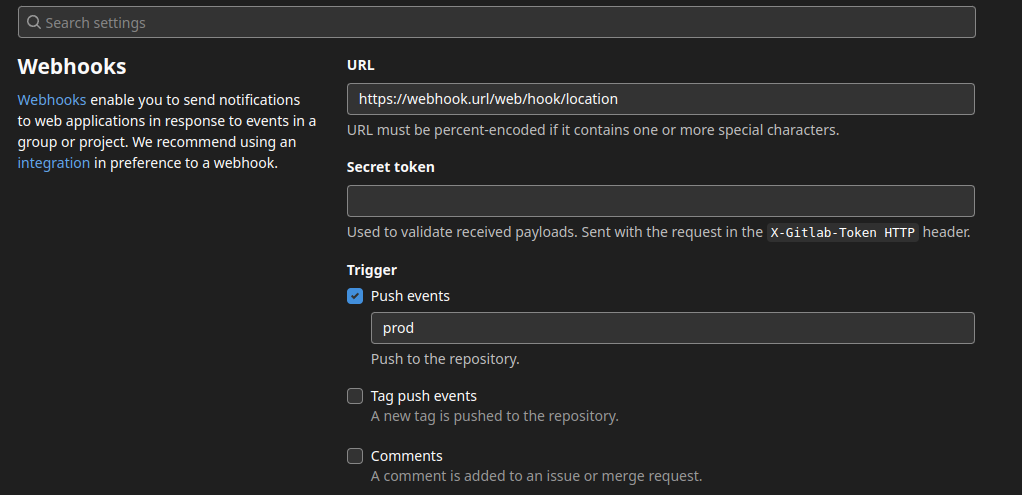 Search settings
Webhooks
Webhooks enable you to send notifications
to web applications in response to events in a
group or project. We recommend using an
integration in preference to a webhook.
URL
https://webhook.url/web/hook/location
URL must be percent-encoded if it contains one or more special characters.
Secret token
Used to validate received payloads. Sent with the request in the X-Gitlab-Token HTTP header.
Trigger
Push events
prod
Push to the repository.
Tag push events
A new tag is pushed to the repository.
Comments
A comment is added to an issue or merge request.